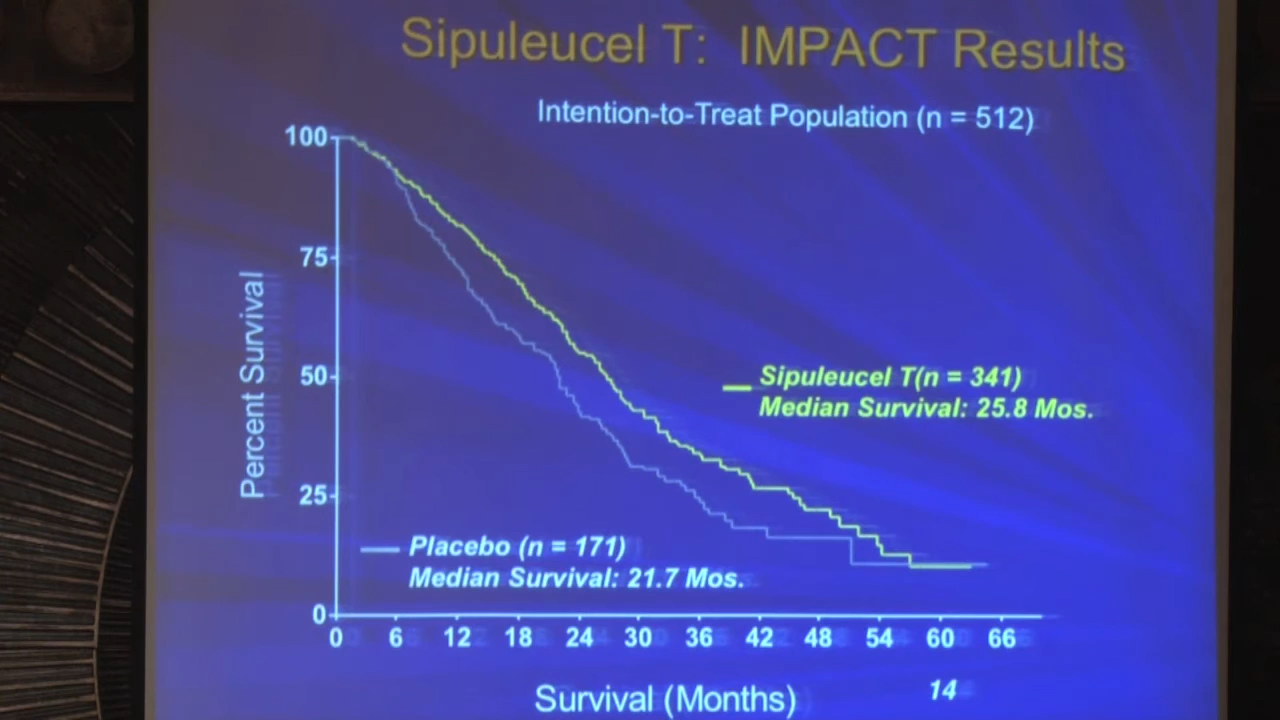 Sipuleucel T: IMPACT Results
Intention-to-Treat Population (n = 512)
100
75
50
25
0
Percent Survival
Sipuleucel T(n = 341)
Median Survival: 25.8 Mos.
Placebo (n = 171)
Median Survival: 21.7 Mos.
0 6 12 18 24 30 36 42 48 54 60 66
Survival (Months)
14